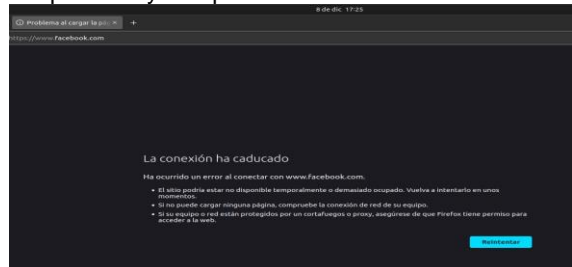 8 de dic 17:25
Problema al cargar la pág × +
https://www.facebook.com
La conexión ha caducado
Ha ocurrido un error al conectar con www.facebook.com.
• El sitio podría estar no disponible temporalmente o demasiado ocupado. Vuelva a intentarlo en unos
momentos.
• Si no puede cargar ninguna página, compruebe la conexión de red de su equipo.
• Si su equipo o red están protegidos por un cortafuegos o proxy, asegúrese de que Firefox tiene permiso para
acceder a la web.
Reintentar